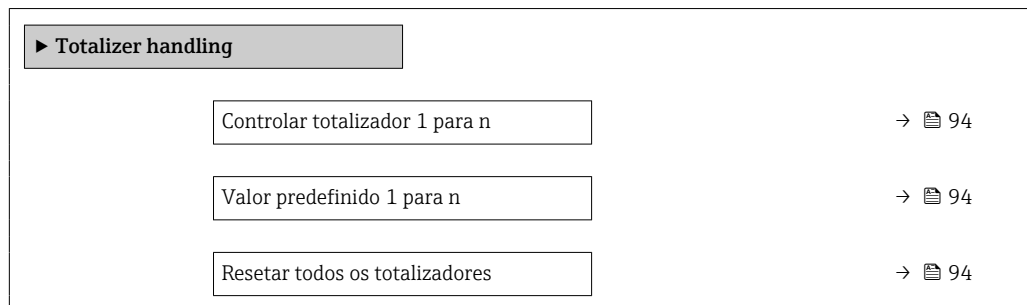 ▶ Totalizer handling
Controlar totalizador 1 para n → 94
Valor predefinido 1 para n → 94
Resetar todos os totalizadores → 94